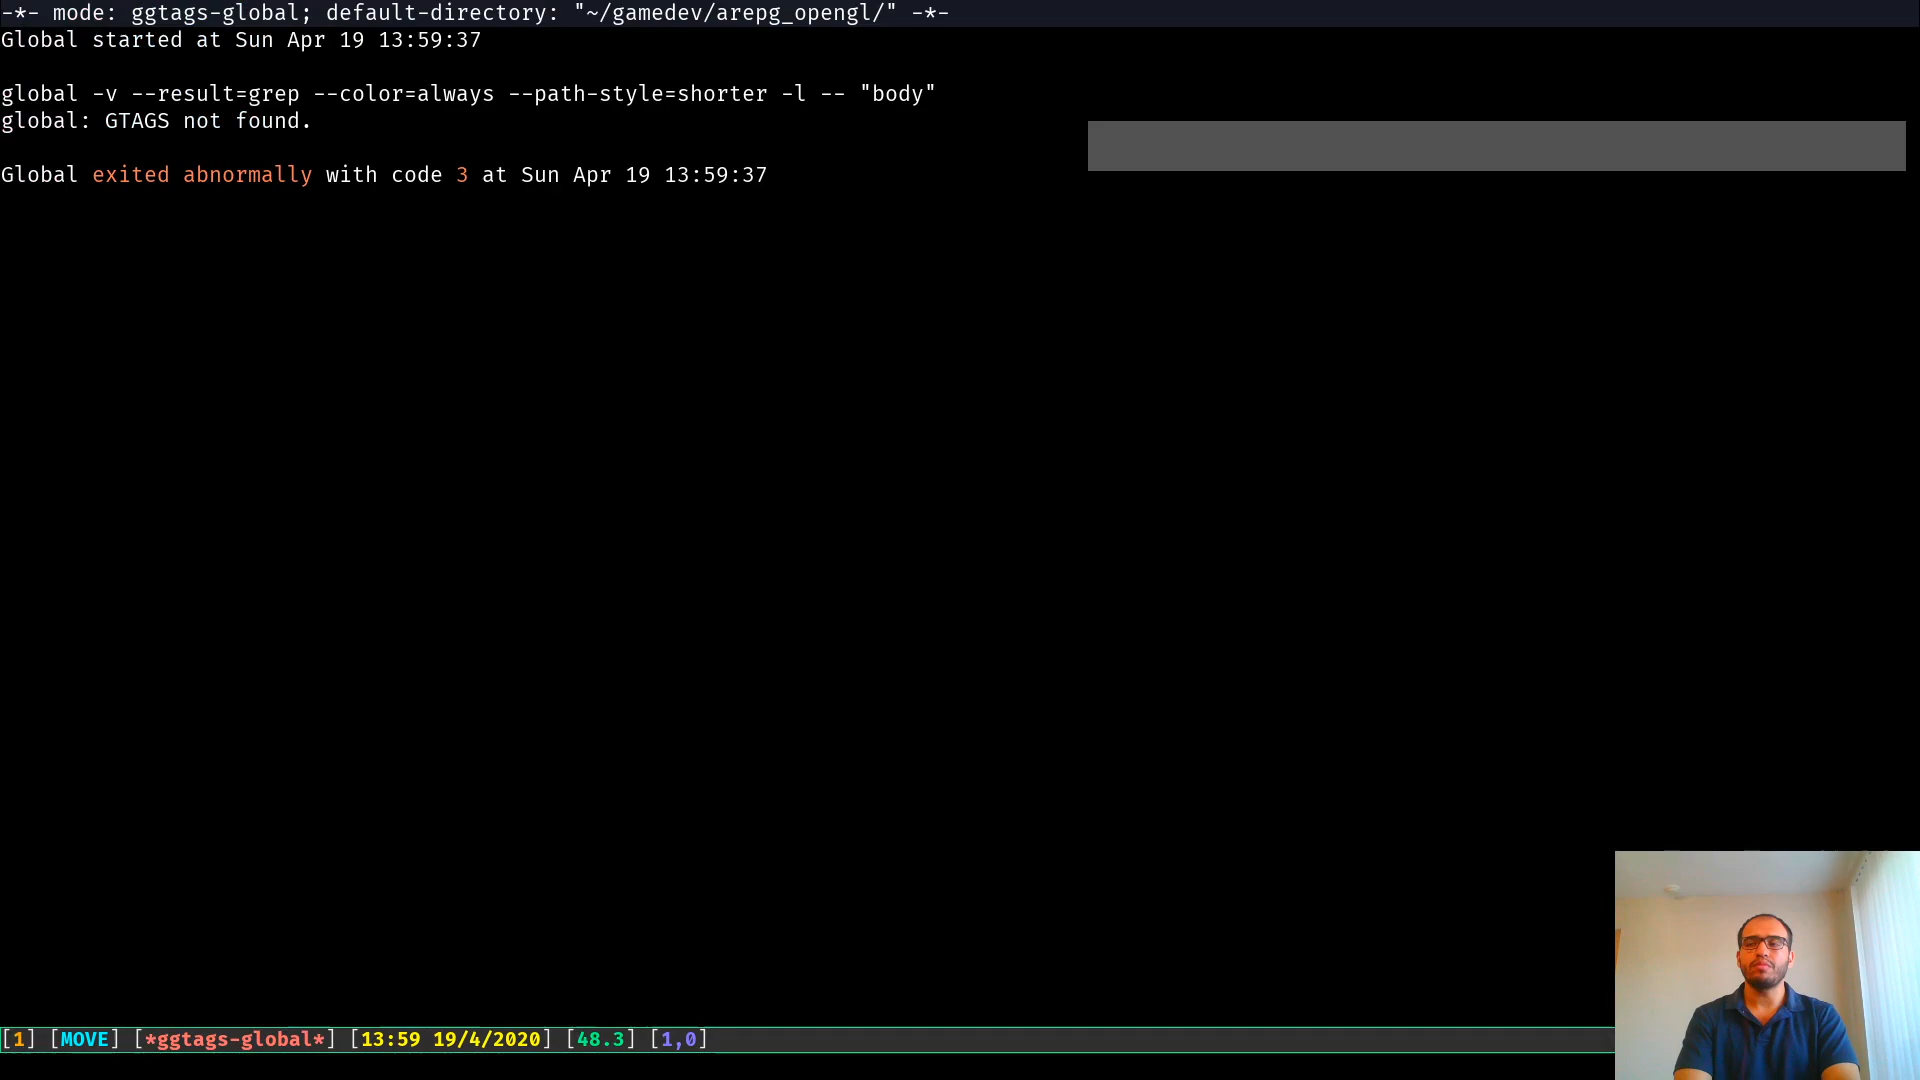 -*- mode: ggtags-global; default-directory: "~/gamedev/arepg_opengl/" -*-
Global started at Sun Apr 19 13:59:37
global -v --result=grep --color=always --path-style=shorter -l -- "body"
global: GTAGS not found.
Global exited abnormally with code 3 at Sun Apr 19 13:59:37
[1] [MOVE] [*ggtags-global*] [13:59 19/4/2020] [48.3] [1,0]